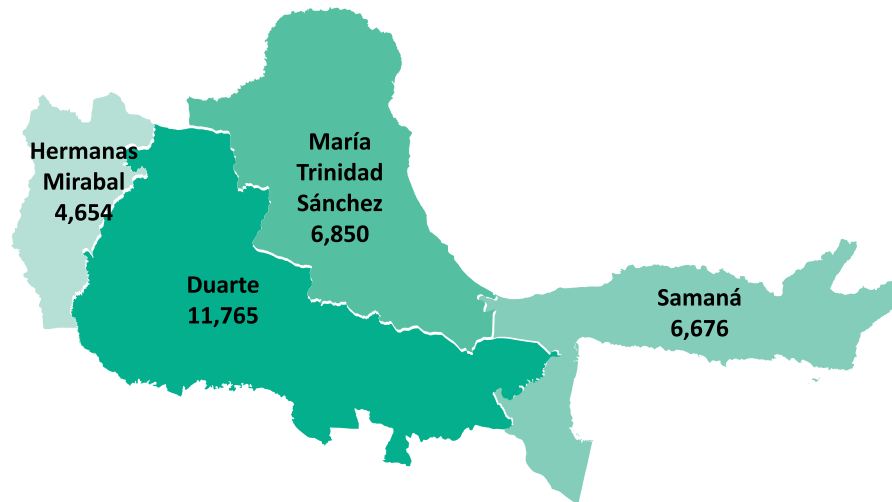 Hermanas
Mirabal
4,654
María
Trinidad
Sánchez
6,850
Duarte
11,765
Samaná
6,676